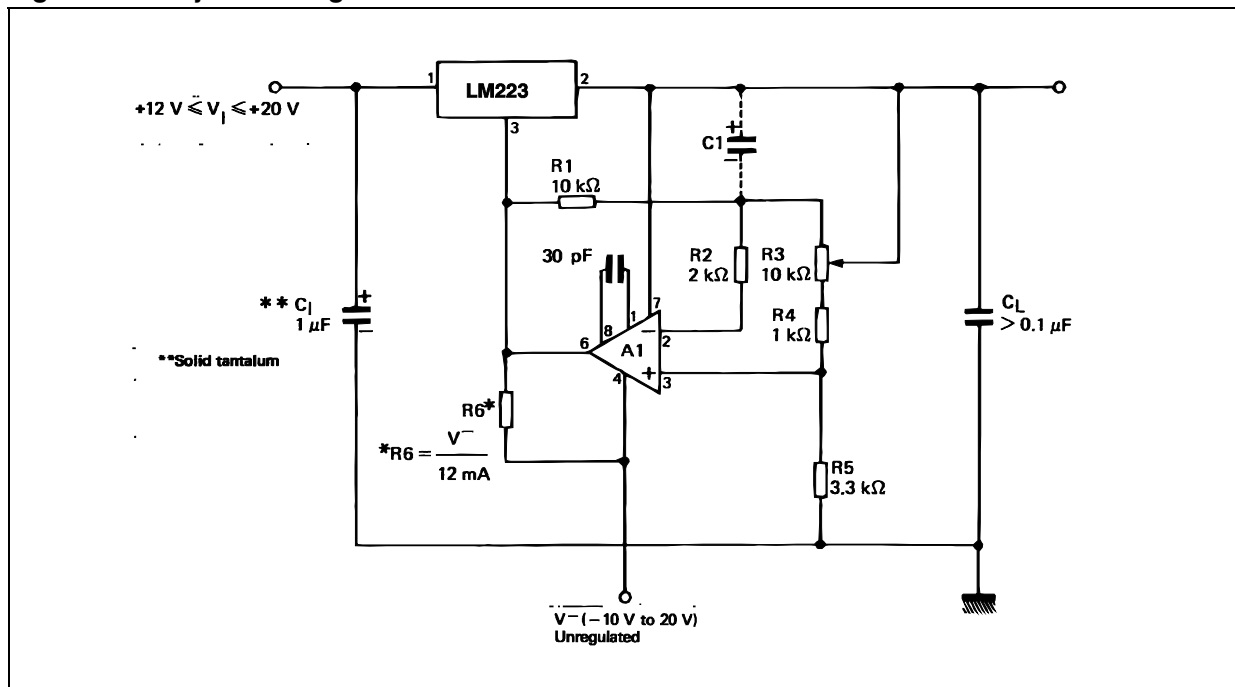 1
LM223
2
+12 V ≤ V_I ≤ +20 V
3
C1
+
−
R1
10 kΩ
30 pF
R2
2 kΩ
R3
10 kΩ
** C_I
1 μF
+
−
8
1
7
−
2
6
A1
+
3
4
R4
1 kΩ
C_L
> 0.1 μF
**Solid tantalum
R6*
*R6 = V⁻
12 mA
R5
3.3 kΩ
V⁻ (−10 V to 20 V)
Unregulated